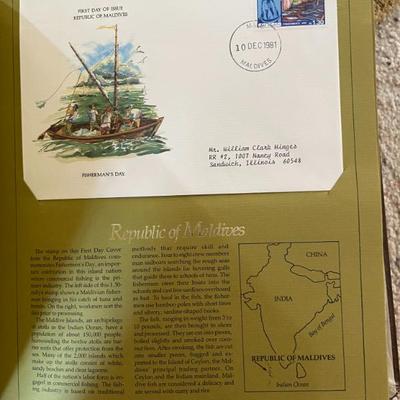 FIRST DAY OF ISSUE
REPUBLIC OF MALDIVES
10 DEC 1981
MALDIVES
Mr. William Clark Hinges
RR #2, 1007 Nancy Road
Sandwich, Illinois 60548
FISHERMAN'S DAY
Republic of Maldives
The stamp on this First Day Cover
from the Republic of Maldives com-
memorates Fisherman's Day, an impor-
tant celebration in this island nation
where commercial fishing is the pri-
mary industry. The left side of this 1.30-
rufiya stamp shows a Maldivian fisher-
man bringing in his catch of tuna and
bonito. On the right, workmen sort the
fish prior to processing.
The Maldive Islands, an archipelago
of atolls in the Indian Ocean, have a
population of about 150,000 people.
Surrounding the twelve atolls are bar-
rier reefs that offer protection from the
sea. Many of the 2,000 islands which
make up the atolls consist of white,
sandy beaches and clear lagoons.
Half of the nation's labor force is en-
gaged in commercial fishing. The fish-
ing industry is based on traditional
methods that require skill and
endurance. Four to eight crew members
man sailboats searching the rough seas
around the islands for hovering gulls
that guide them to schools of tuna. The
fishermen steer their boats into the
schools and cast live sardines overboard
as bait. To haul in the fish, the fisher-
men use bamboo poles with short lines
and silvery, sardine-shaped hooks.
The fish, ranging in weight from 2 to
10 pounds, are then brought to shore
and processed. They are cut into pieces,
boiled slightly and smoked over com-
After smoking, the fish are cut
into smaller pieces, bagged and ex-
ported to the Island of Ceylon, the Mal-
dives' principal trading partner. On
Ceylon and the Indian mainland, Mal-
dive fish are considered a delicacy and
are served with curry and rice.
CHINA
INDIA
Bay of Bengal
REPUBLIC OF MALDIVES
Indian Ocean